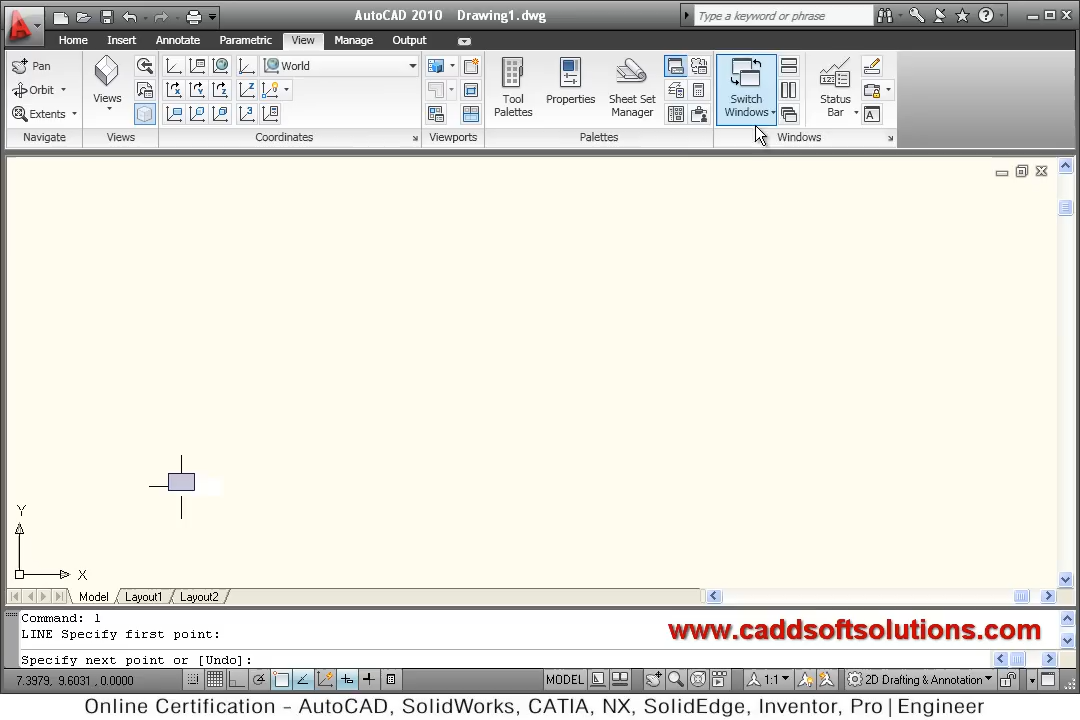 AutoCAD 2010 Drawing1.dwg
Type a keyword or phrase
Home Insert Annotate Parametric View Manage Output
Pan
Orbit
Extents
Navigate
Views
Views
World
Coordinates
Viewports
Tool Palettes
Properties
Sheet Set Manager
Palettes
Switch Windows
Windows
Status Bar
Y
X
Model Layout1 Layout2
Command: l
LINE Specify first point:
Specify next point or [Undo]:
www.caddsoftsolutions.com
7.3979, 9.6031 , 0.0000
MODEL
1:1
2D Drafting & Annotation
Online Certification - AutoCAD, SolidWorks, CATIA, NX, SolidEdge, Inventor, Pro|Engineer